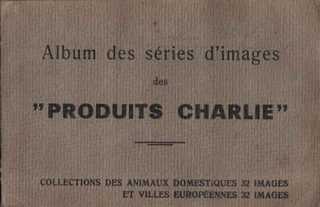 Album des séries d'images
des
"PRODUITS CHARLIE"
COLLECTIONS DES ANIMAUX DOMESTIQUES 32 IMAGES
ET VILLES EUROPÉENNES 32 IMAGES